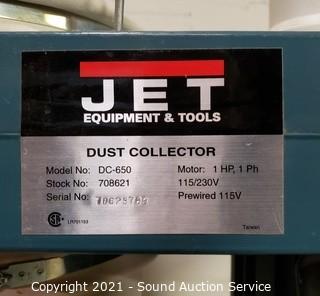 JET
EQUIPMENT & TOOLS
DUST COLLECTOR
Model No: DC-650
Motor: 1 HP, 1 Ph
Stock No: 708621
115/230V
Serial No:
Prewired 115V
LR701103
Taiwan
Copyright 2021 - Sound Auction Service